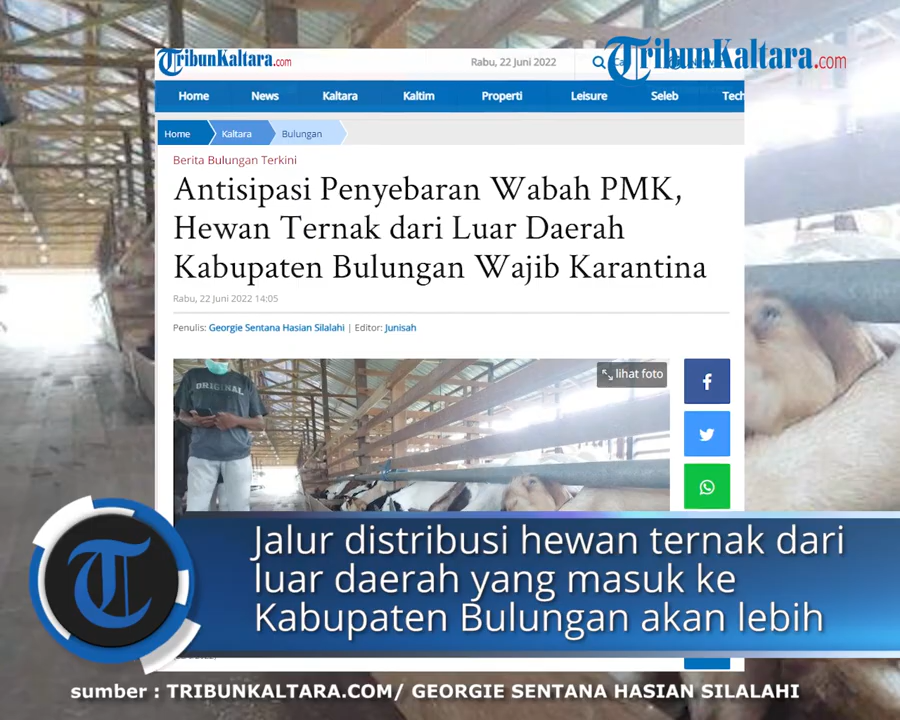 TribunKaltara.com
TribunKaltara.com
Rabu, 22 Juni 2022
Home News Kaltara Kaltim Properti Leisure Seleb Tech
Home Kaltara Bulungan
Berita Bulungan Terkini
Antisipasi Penyebaran Wabah PMK,
Hewan Ternak dari Luar Daerah
Kabupaten Bulungan Wajib Karantina
Rabu, 22 Juni 2022 14:05
Penulis: Georgie Sentana Hasian Silalahi | Editor: Junisah
lihat foto
ORIGINAL
Jalur distribusi hewan ternak dari
luar daerah yang masuk ke
Kabupaten Bulungan akan lebih
sumber : TRIBUNKALTARA.COM/ GEORGIE SENTANA HASIAN SILALAHI